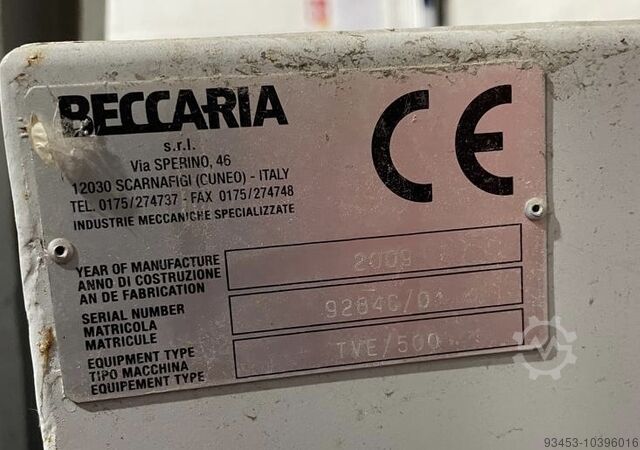 BECCARIA
s.r.l.
Via SPERINO, 46
12030 SCARNAFIGI (CUNEO) - ITALY
TEL. 0175/274737 - FAX 0175/274748
INDUSTRIE MECCANICHE SPECIALIZZATE
CE
YEAR OF MANUFACTURE
ANNO DI COSTRUZIONE
AN DE FABRICATION
2009
SERIAL NUMBER
MATRICOLA
MATRICULE
9284C/01
EQUIPMENT TYPE
TIPO MACCHINA
EQUIPEMENT TYPE
TVE/500
93453-10396016